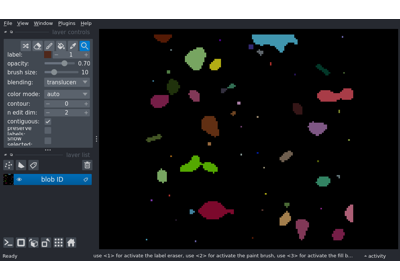 File View Window Plugins Help
layer controls
label: 1
opacity: 0.70
brush size: 10
blending: translucen
color mode: auto
contour: 0
n edit dim: 2
contiguous:
preserve labels:
show selected:
layer list
blob ID
Ready use <1> for activate the label eraser, use <2> for activate the paint brush, use <3> for activate the fill b... activity